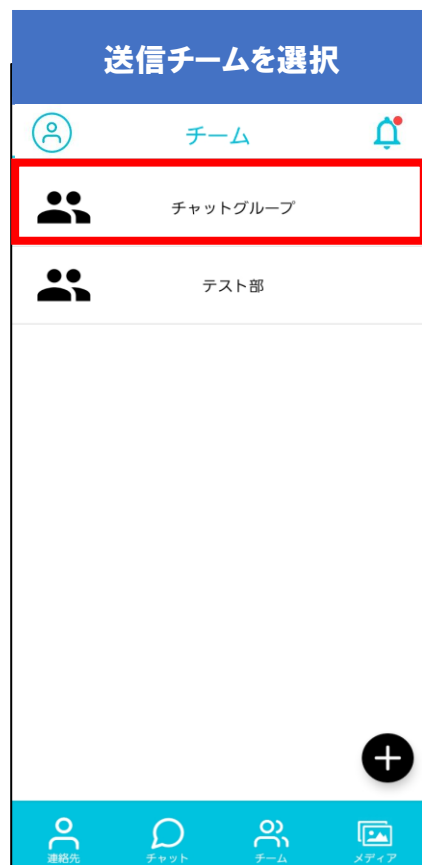 送信チームを選択
チーム
チャットグループ
テスト部
連絡先
チャット
チーム
メディア